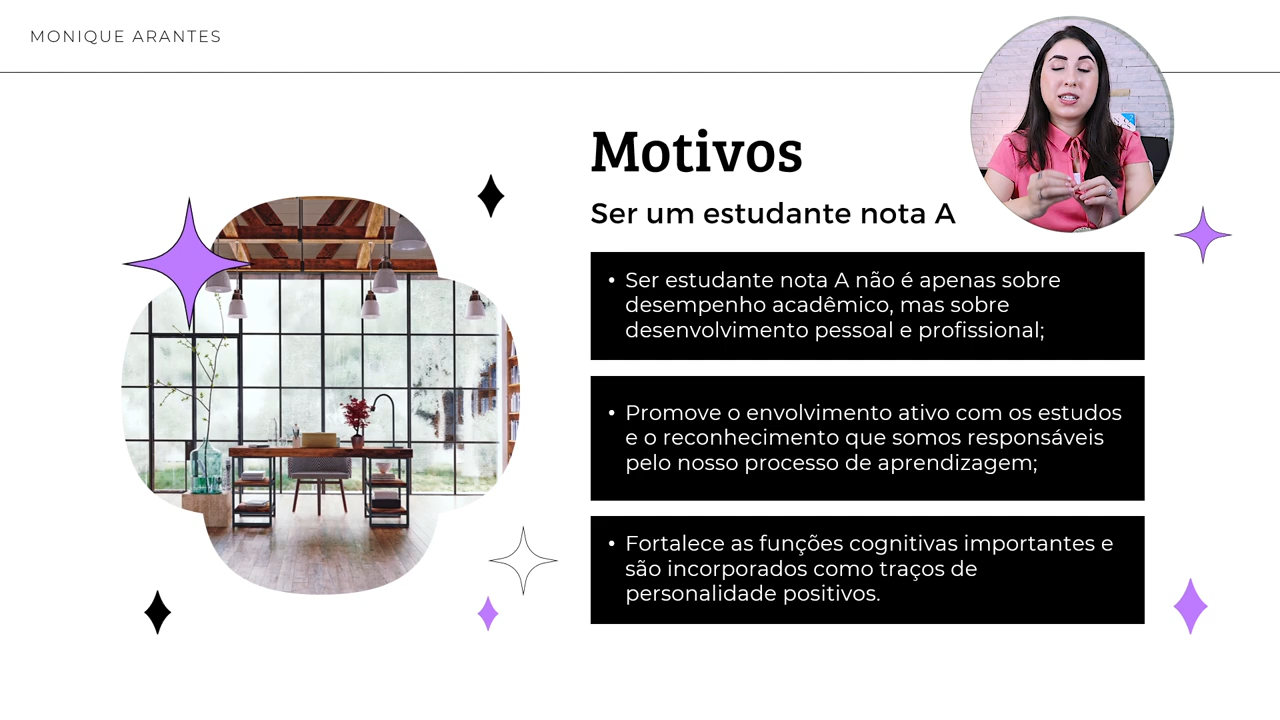 MONIQUE ARANTES
Motivos
Ser um estudante nota A
• Ser estudante nota A não é apenas sobre
desempenho acadêmico, mas sobre
desenvolvimento pessoal e profissional;
• Promove o envolvimento ativo com os estudos
e o reconhecimento que somos responsáveis
pelo nosso processo de aprendizagem;
• Fortalece as funções cognitivas importantes e
são incorporados como traços de
personalidade positivos.